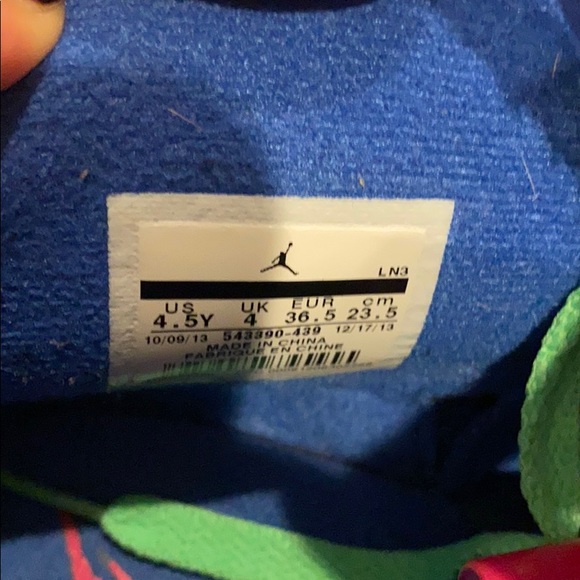 LN3
US UK EUR cm
4.5Y 4 36.5 23.5
10/09/13 543390-439 12/17/13
MADE IN CHINA
FABRIQUE EN CHINE